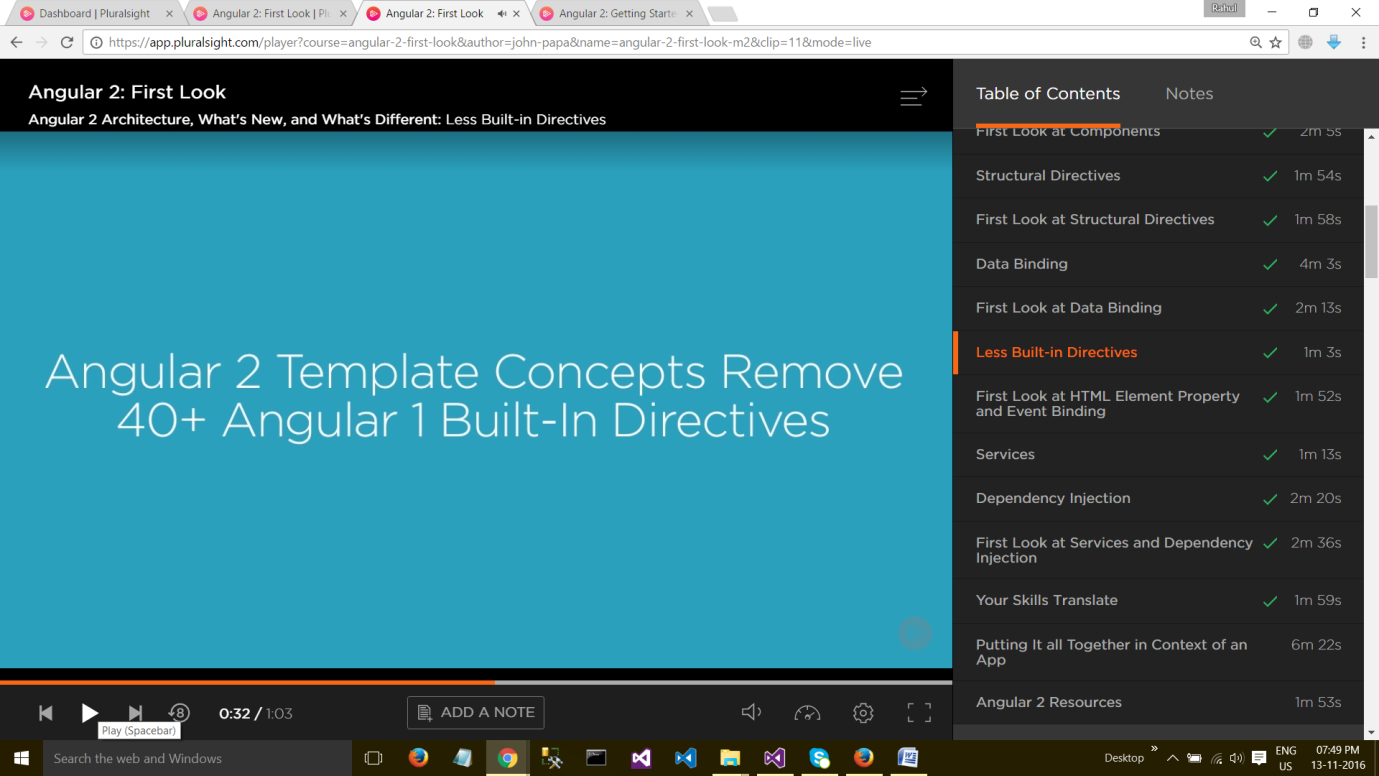 Dashboard | Pluralsight
Angular 2: First Look | Pl
Angular 2: First Look
Angular 2: Getting Starte
Rahul
https://app.pluralsight.com/player?course=angular-2-first-look&author=john-papa&name=angular-2-first-look-m2&clip=11&mode=live
Angular 2: First Look
Angular 2 Architecture, What's New, and What's Different: Less Built-in Directives
Angular 2 Template Concepts Remove
40+ Angular 1 Built-In Directives
8
0:32 / 1:03
ADD A NOTE
Play (Spacebar)
Table of Contents
Notes
First Look at Components 2m 5s
Structural Directives 1m 54s
First Look at Structural Directives 1m 58s
Data Binding 4m 3s
First Look at Data Binding 2m 13s
Less Built-in Directives 1m 3s
First Look at HTML Element Property 1m 52s
and Event Binding
Services 1m 13s
Dependency Injection 2m 20s
First Look at Services and Dependency 2m 36s
Injection
Your Skills Translate 1m 59s
Putting It all Together in Context of an 6m 22s
App
Angular 2 Resources 1m 53s
Search the web and Windows
Desktop
ENG
US
07:49 PM
13-11-2016